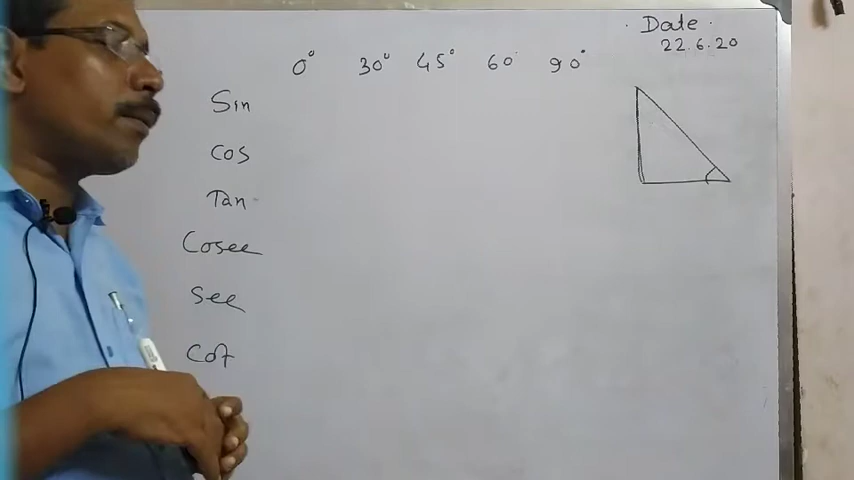 Date
22.6.20
0° 30° 45° 60° 90°
Sin
cos
Tan
Cosec
Sec
Cot